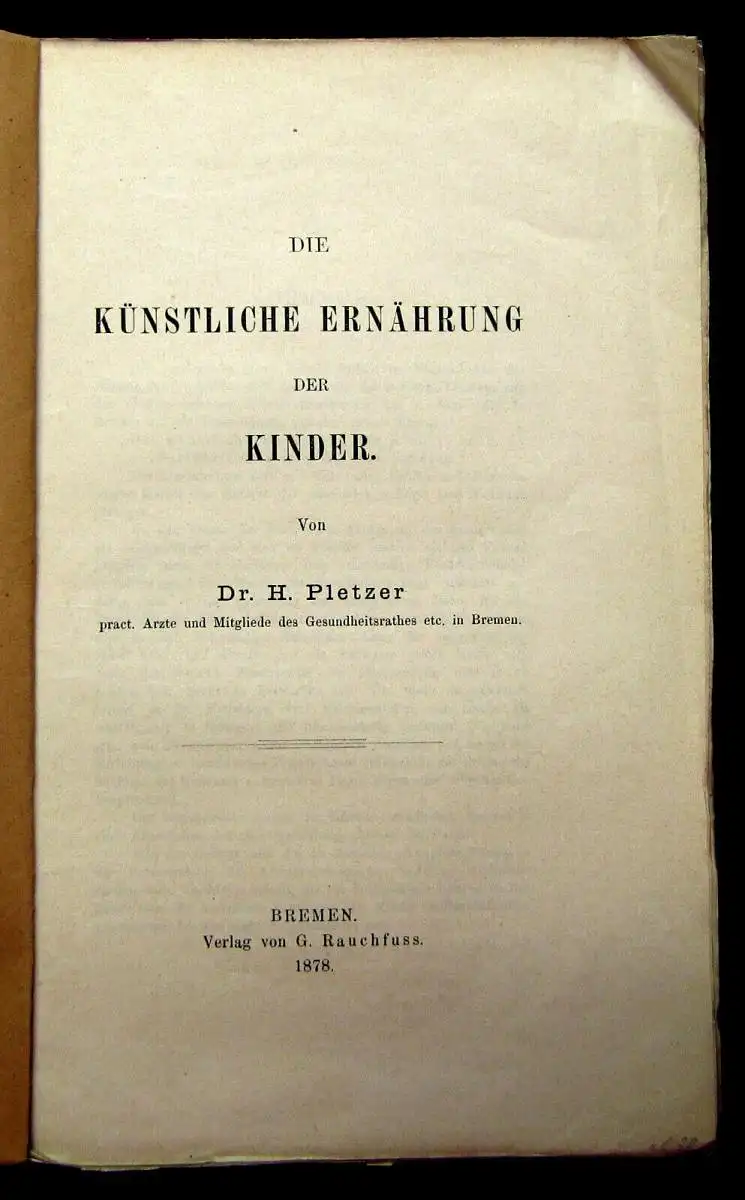 DIE
KÜNSTLICHE ERNÄHRUNG
DER
KINDER.
Von
Dr. H. Pletzer
pract. Arzte und Mitgliede des Gesundheitsrathes etc. in Bremen.
BREMEN.
Verlag von G. Rauchfuss.
1878.